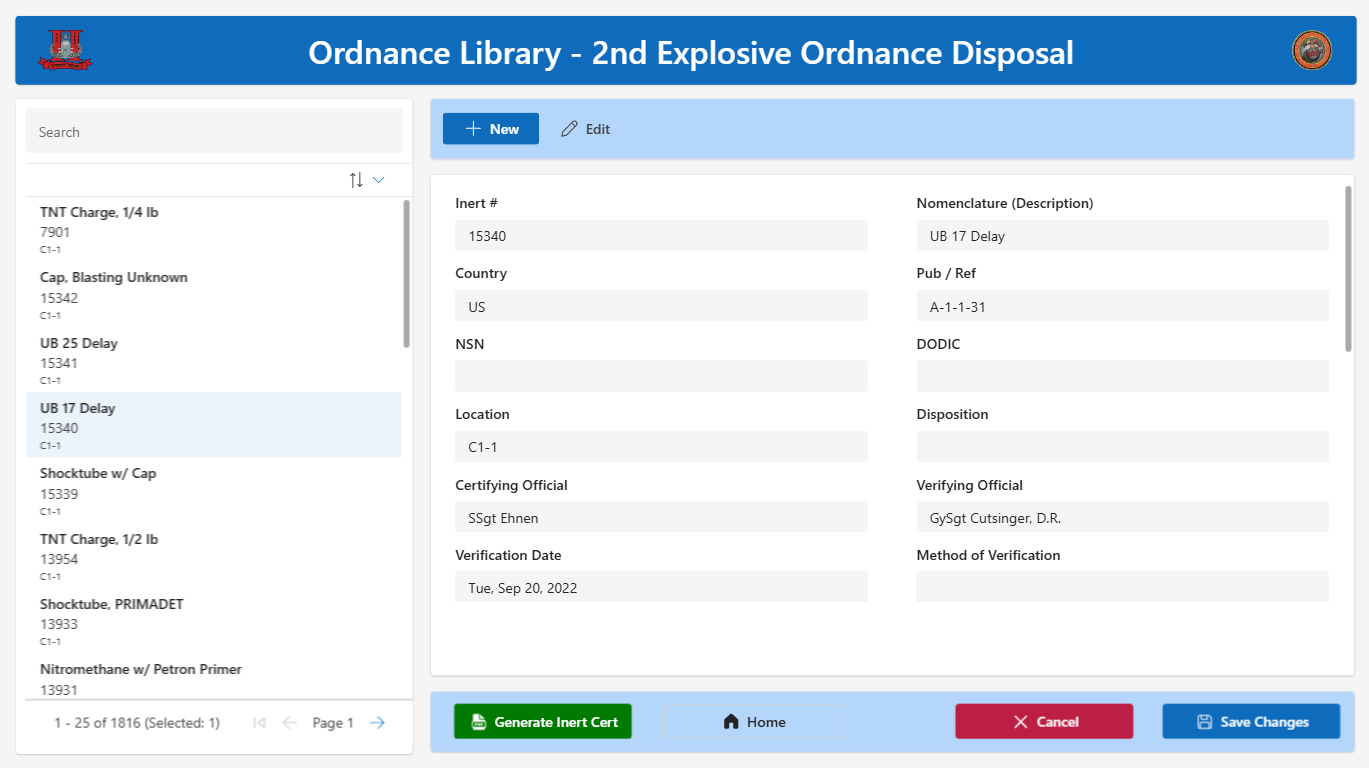 Ordnance Library - 2nd Explosive Ordnance Disposal
Search
TNT Charge, 1/4 lb
7901
C1-1
Cap, Blasting Unknown
15342
C1-1
UB 25 Delay
15341
C1-1
UB 17 Delay
15340
C1-1
Shocktube w/ Cap
15339
C1-1
TNT Charge, 1/2 lb
13954
C1-1
Shocktube, PRIMADET
13933
C1-1
Nitromethane w/ Petron Primer
13931
1 - 25 of 1816 (Selected: 1)
Page 1
New
Edit
Inert #
15340
Nomenclature (Description)
UB 17 Delay
Country
US
Pub / Ref
A-1-1-31
NSN
DODIC
Location
C1-1
Disposition
Certifying Official
SSgt Ehnen
Verifying Official
GySgt Cutsinger, D.R.
Verification Date
Tue, Sep 20, 2022
Method of Verification
Generate Inert Cert
Home
Cancel
Save Changes